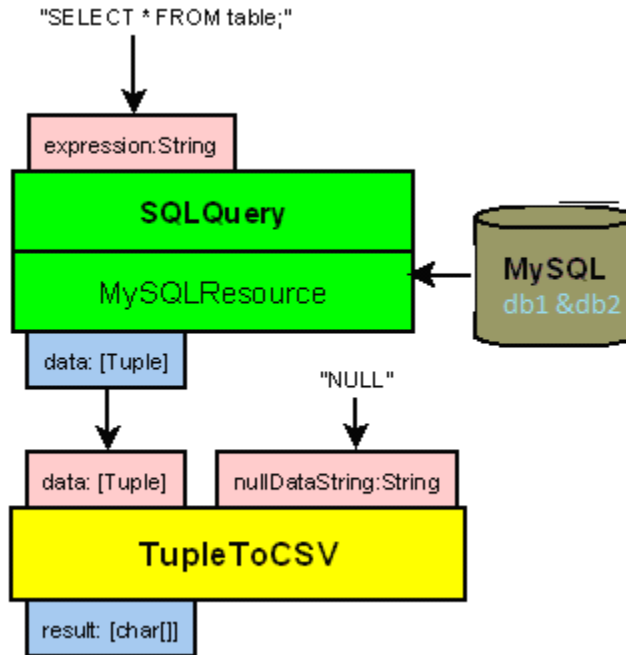 "SELECT * FROM table;"
expression:String
SQLQuery
MySQLResource
MySQL
db1 &db2
data: [Tuple]
"NULL"
data: [Tuple]
nullDataString:String
TupleToCSV
result: [char[]]